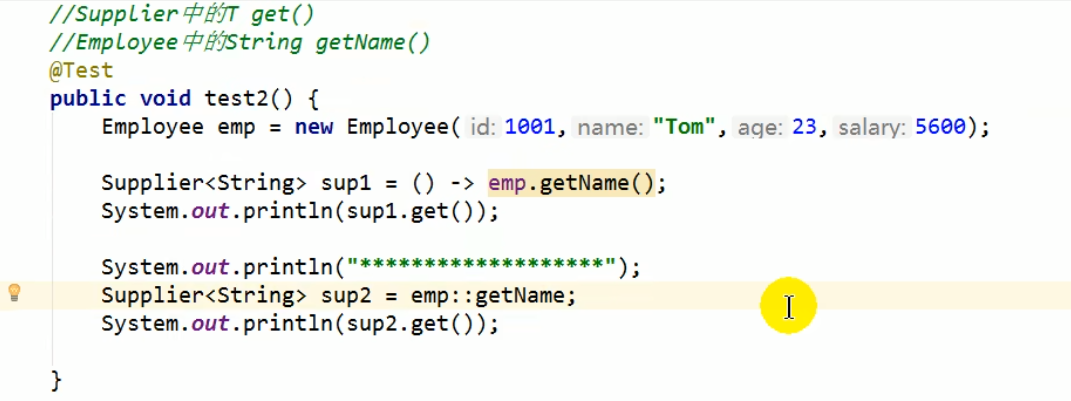 //Supplier中的T get()
//Employee中的String getName()
@Test
public void test2() {
Employee emp = new Employee( id: 1001, name: "Tom", age: 23, salary: 5600);
Supplier<String> sup1 = () -> emp.getName();
System.out.println(sup1.get());
System.out.println("*******************");
Supplier<String> sup2 = emp::getName;
System.out.println(sup2.get());
}